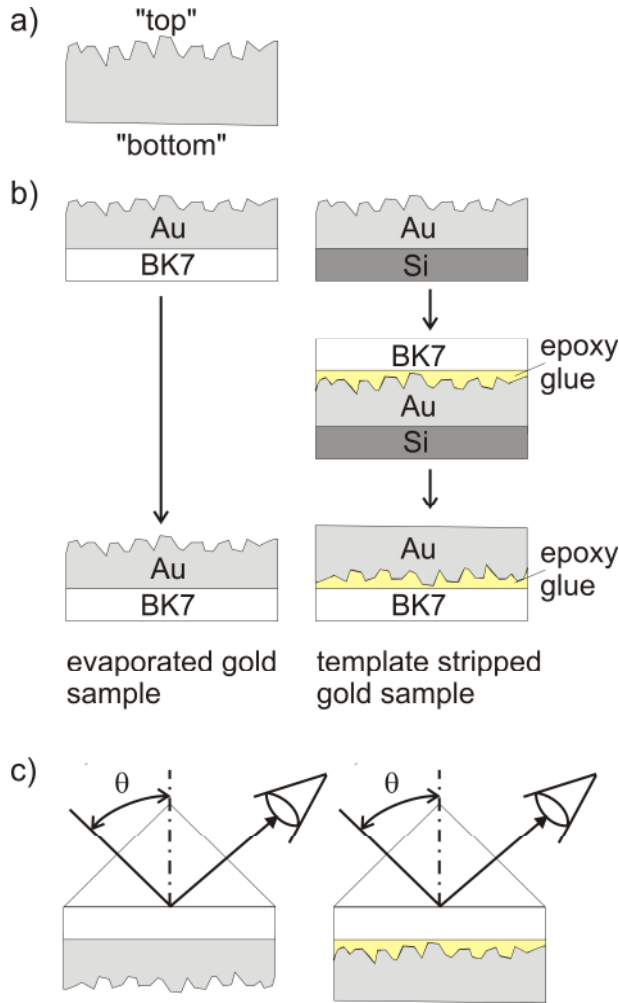 a)
"top"
"bottom"
b)
Au
BK7
Au
Si
BK7
epoxy
glue
Au
Si
Au
BK7
Au
epoxy
glue
BK7
evaporated gold
sample
template stripped
gold sample
c)
θ
θ